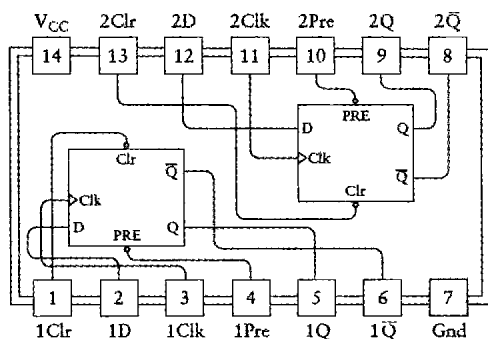 V_CC 2Clr 2D 2Clk 2Pre 2Q 2Q̅
14 13 12 11 10 9 8
PRE
D Q
Clk
Q̅
Clr
Clr
Q̅
Clk
D Q
PRE
1 2 3 4 5 6 7
1Clr 1D 1Clk 1Pre 1Q 1Q̅ Gnd